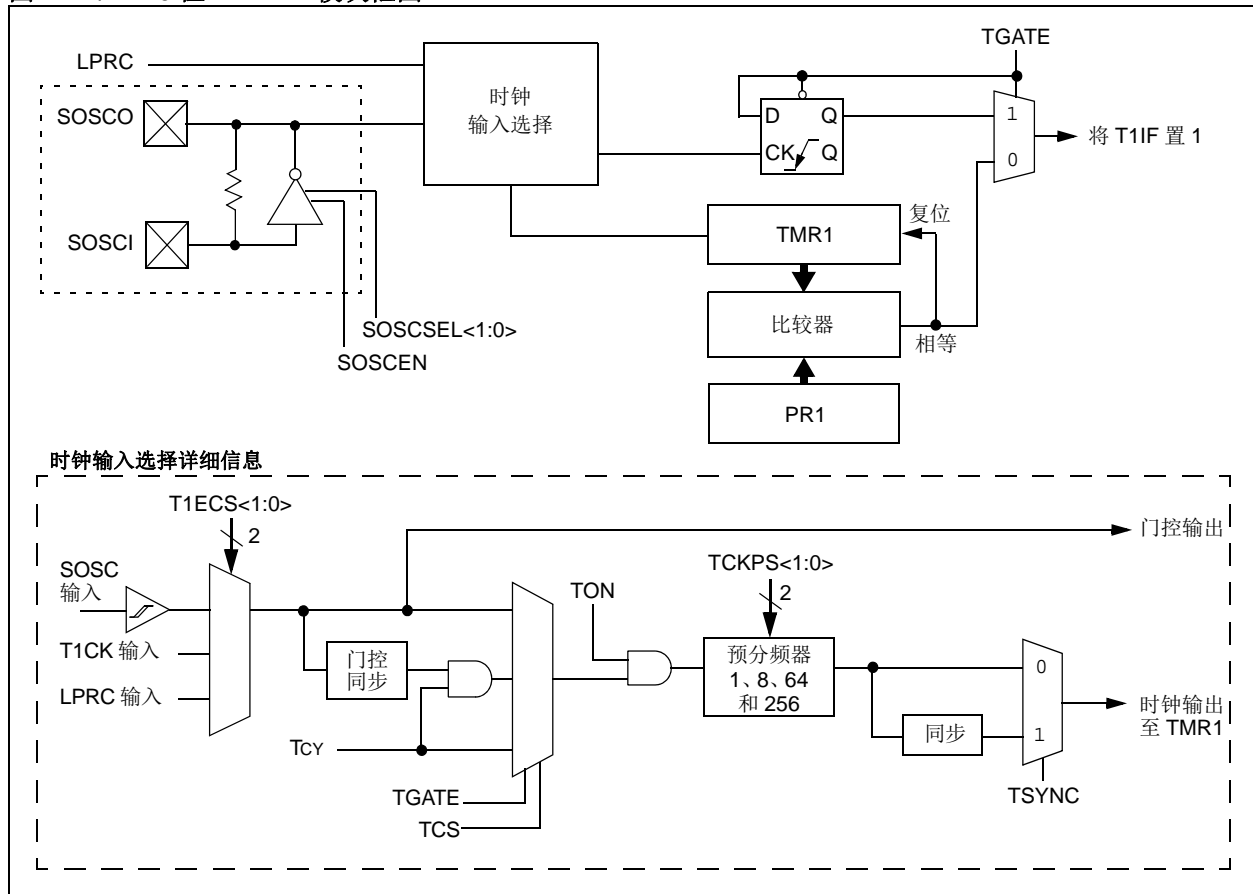 LPRC
SOSCO
SOSCI
时钟
输入选择
SOSCSEL<1:0>
SOSCEN
TGATE
D Q
CK Q
1
0
将 T1IF 置 1
TMR1
复位
比较器
相等
PR1
时钟输入选择详细信息
T1ECS<1:0>
2
SOSC
输入
T1CK 输入
LPRC 输入
门控
同步
TCY
TGATE
TCS
TON
TCKPS<1:0>
2
预分频器
1、8、64
和 256
门控输出
0
同步
1
时钟输出
至 TMR1
TSYNC